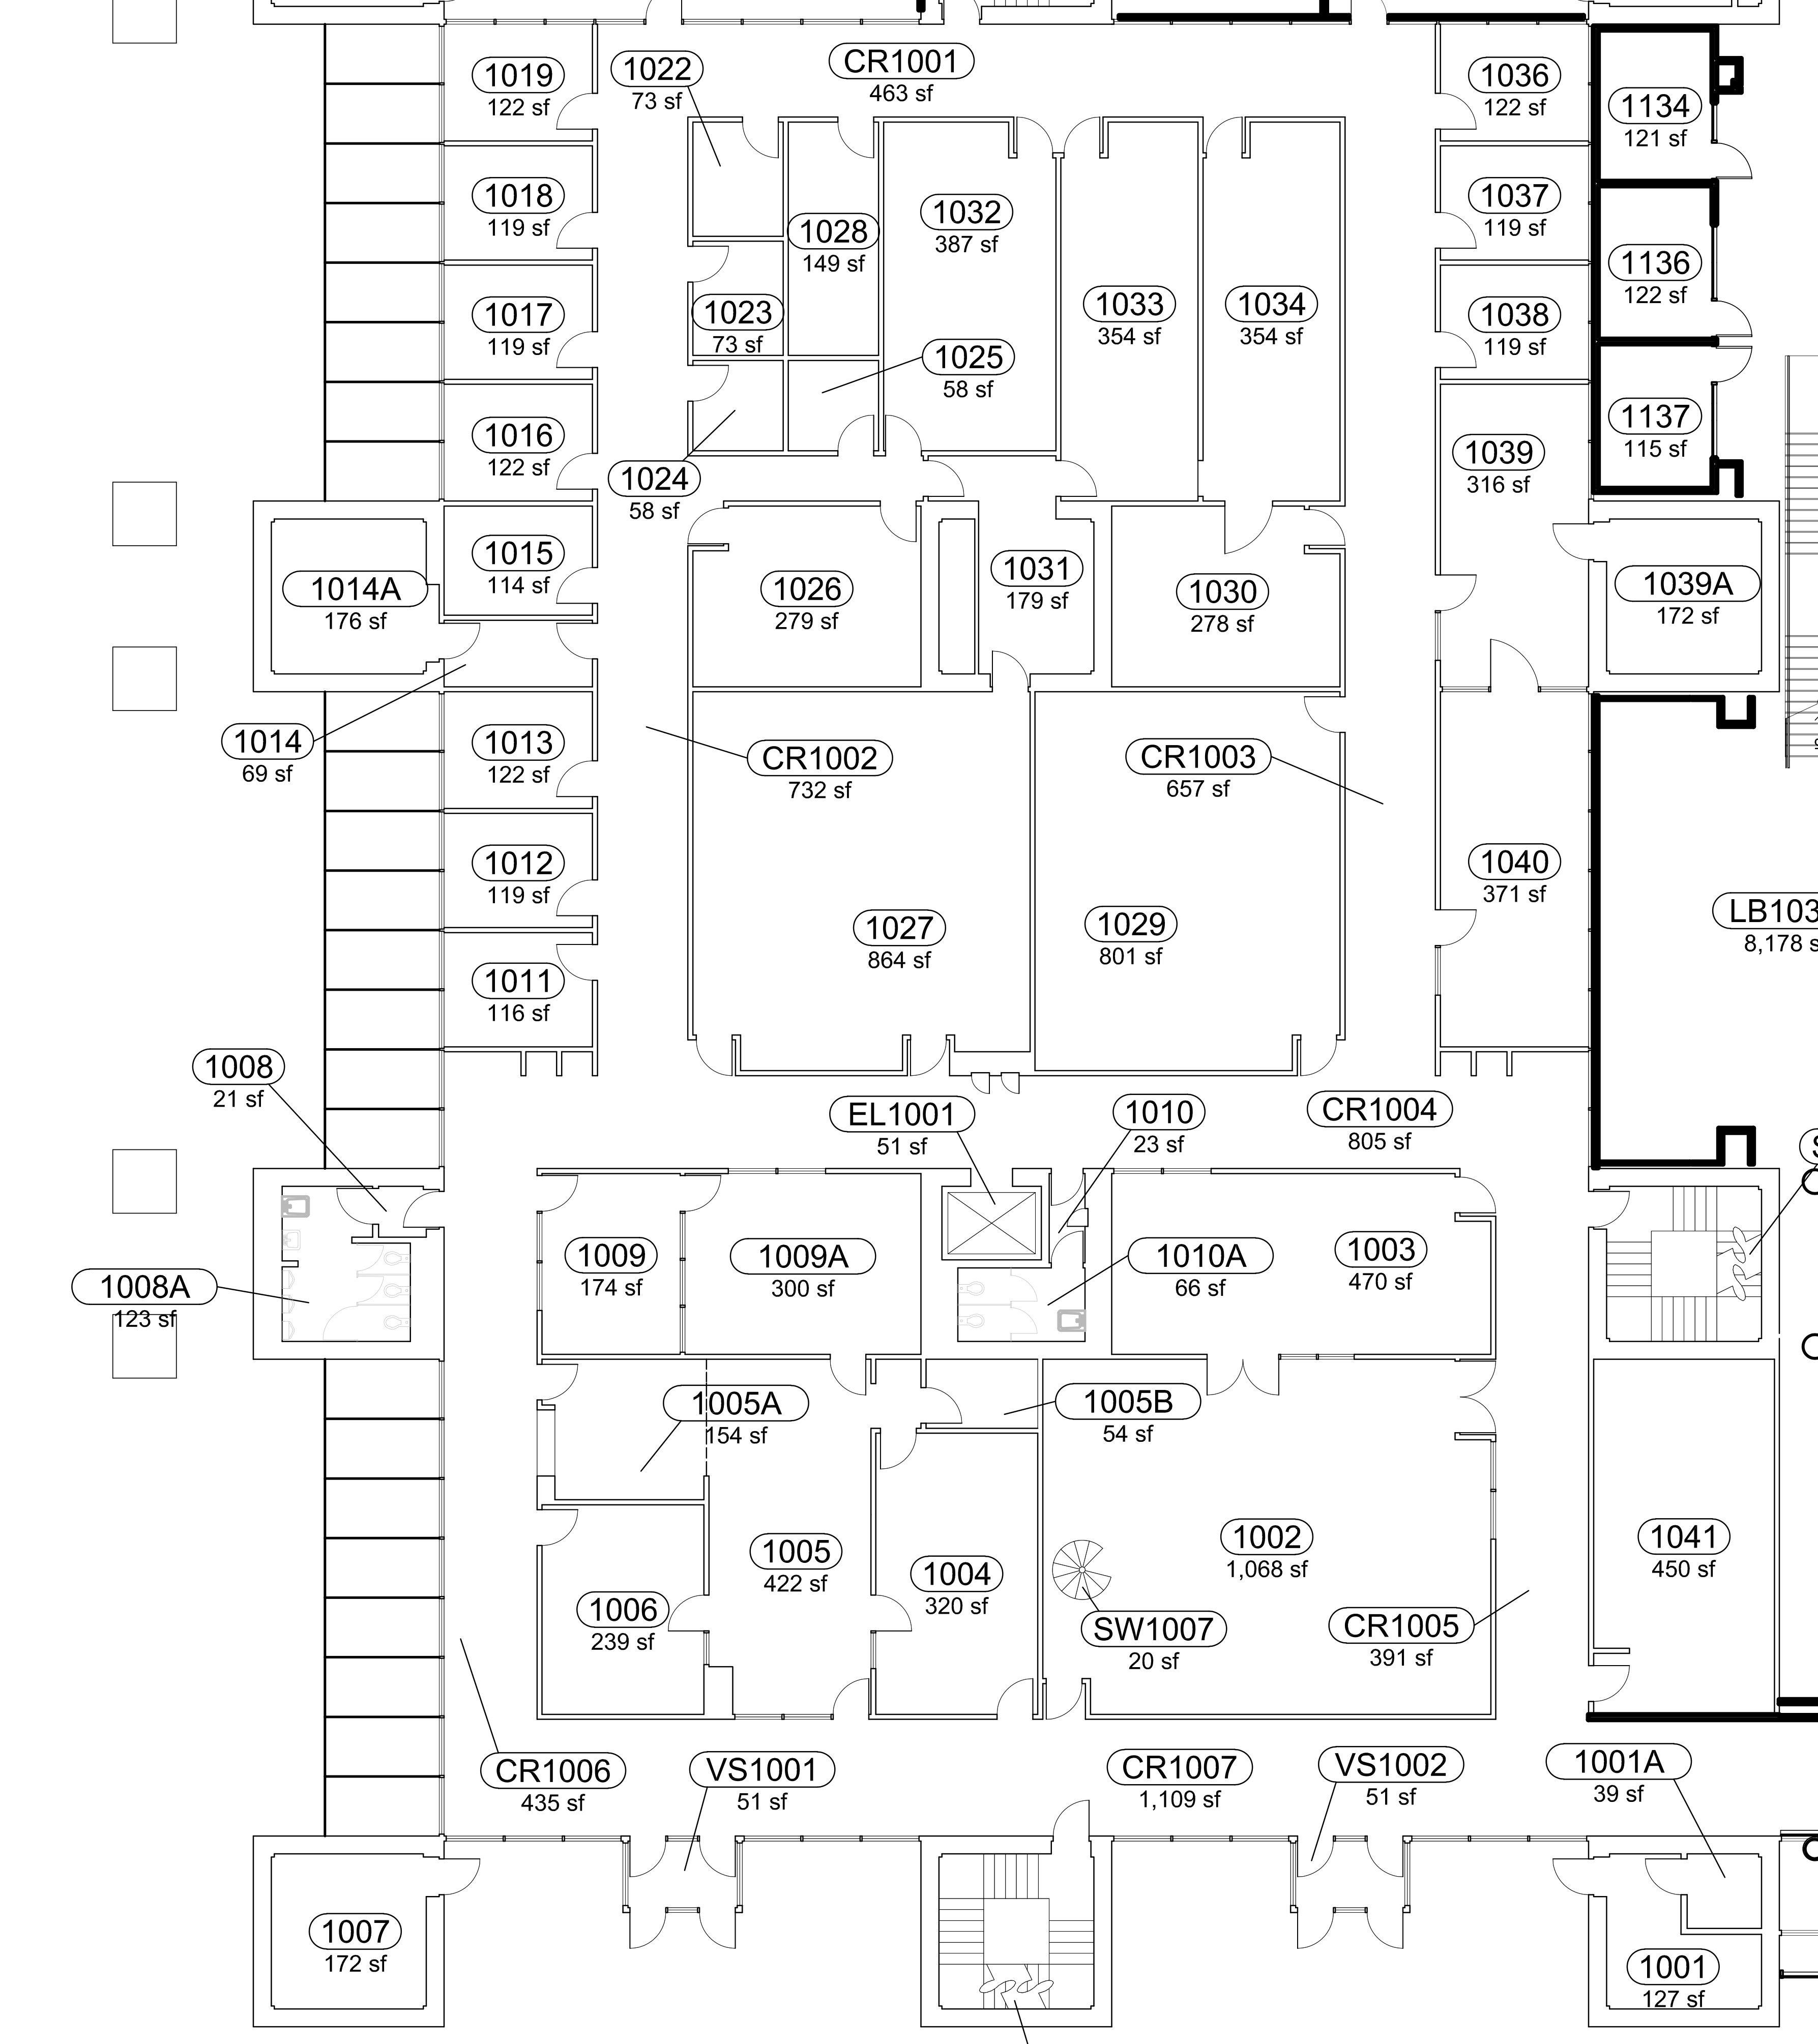 1019
122 sf
1022
73 sf
CR1001
463 sf
1036
122 sf
1134
121 sf
1018
119 sf
1028
149 sf
1032
387 sf
1037
119 sf
1136
122 sf
1017
119 sf
1023
73 sf
1033
354 sf
1034
354 sf
1038
119 sf
1025
58 sf
1137
115 sf
1016
122 sf
1024
58 sf
1039
316 sf
1014A
176 sf
1015
114 sf
1026
279 sf
1031
179 sf
1030
278 sf
1039A
172 sf
1014
69 sf
1013
122 sf
CR1002
732 sf
CR1003
657 sf
1012
119 sf
1040
371 sf
1027
864 sf
1029
801 sf
LB103
8,178 s
1011
116 sf
1008
21 sf
EL1001
51 sf
1010
23 sf
CR1004
805 sf
S
1008A
123 sf
1009
174 sf
1009A
300 sf
1010A
66 sf
1003
470 sf
1005A
154 sf
1005B
54 sf
1005
422 sf
1004
320 sf
1002
1,068 sf
1041
450 sf
1006
239 sf
SW1007
20 sf
CR1005
391 sf
CR1006
435 sf
VS1001
51 sf
CR1007
1,109 sf
VS1002
51 sf
1001A
39 sf
1007
172 sf
1001
127 sf